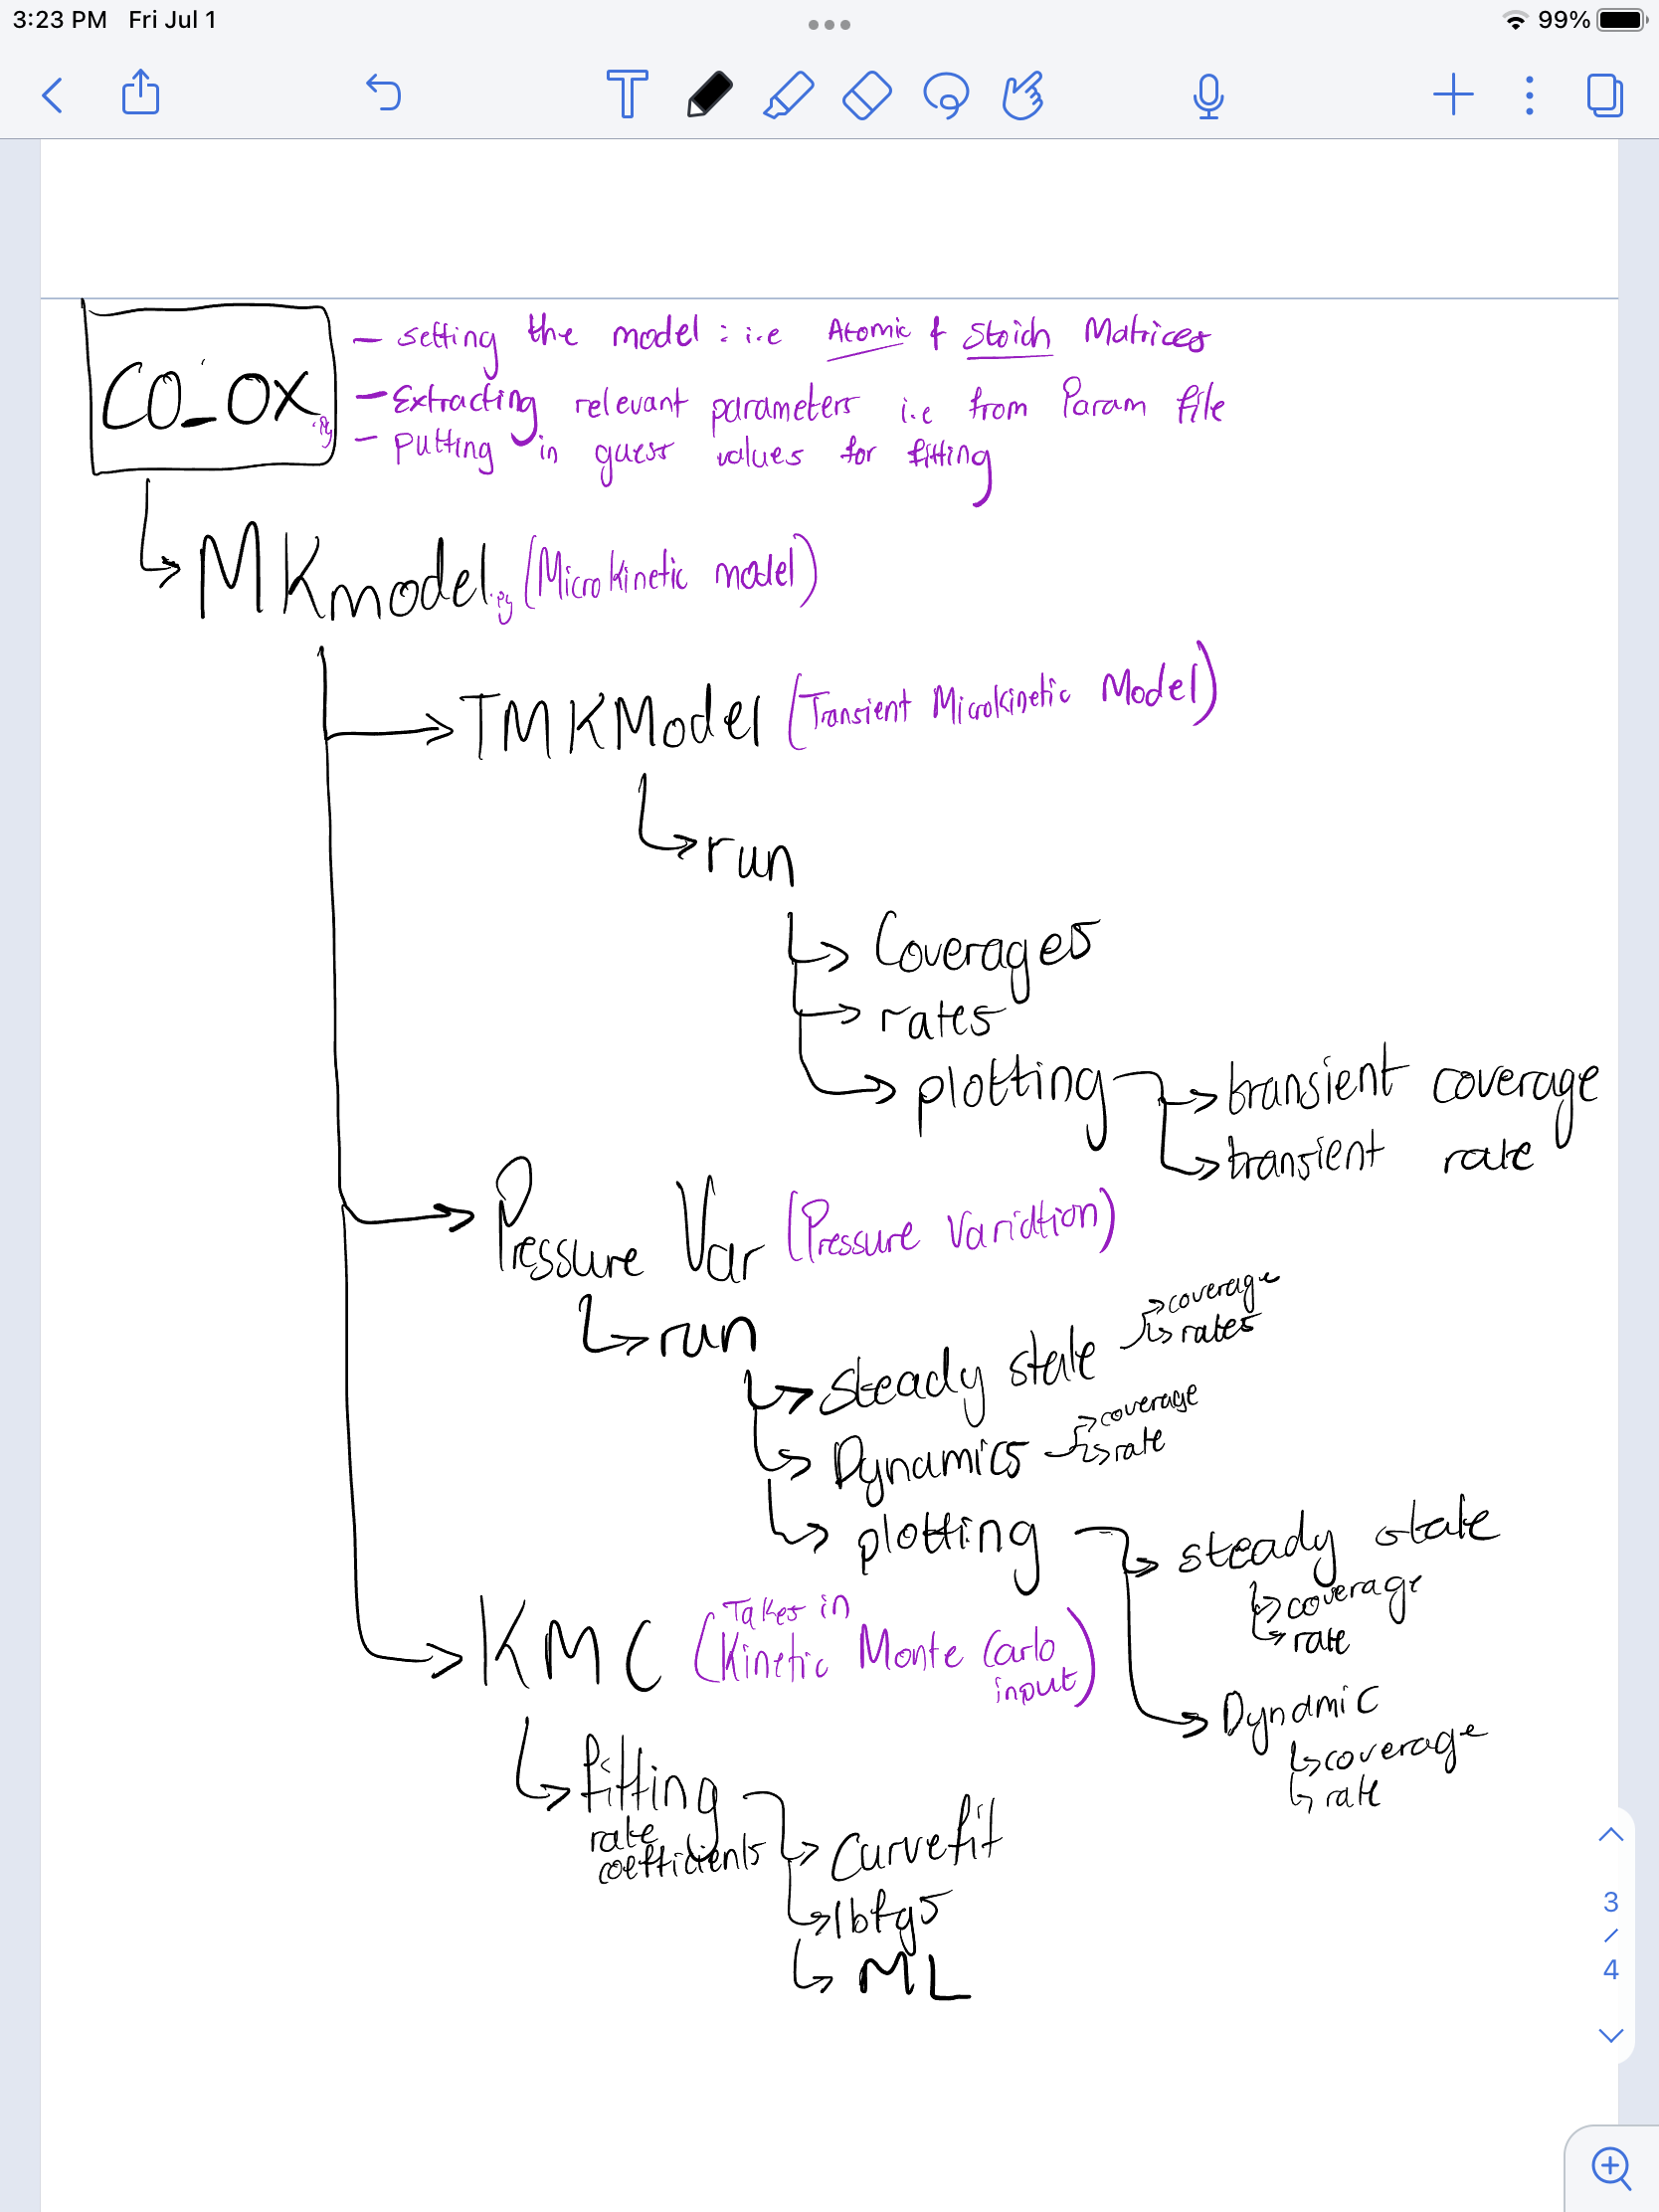 3:23 PM Fri Jul 1
99%
CO_OX.py
- setting the model : i.e Atomic & Stoich Matrices
- Extracting relevant parameters i.e from Param file
- Putting in guess values for fitting
MKmodel.py (Microkinetic model)
TMKModel (Transient Microkinetic Model)
run
Coverages
rates
plotting
transient coverage
transient rate
Pressure Var (Pressure Variation)
run
steady state
coverage
rates
Dynamics
coverage
rate
plotting
steady state
coverage
rate
Dynamic
coverage
rate
KMC (Takes in Kinetic Monte Carlo input)
fitting
rate
coefficients
Curvefit
lbfgs
ML
3
/
4